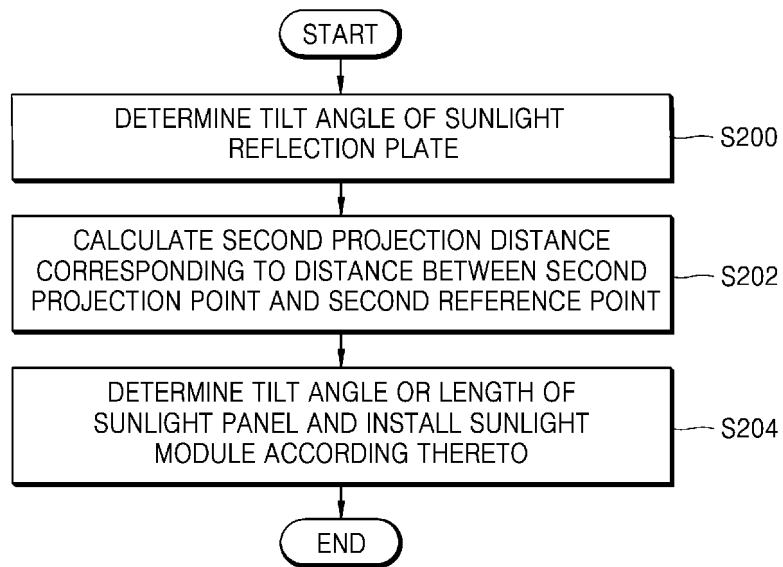 START
DETERMINE TILT ANGLE OF SUNLIGHT
REFLECTION PLATE
S200
CALCULATE SECOND PROJECTION DISTANCE
CORRESPONDING TO DISTANCE BETWEEN SECOND
PROJECTION POINT AND SECOND REFERENCE POINT
S202
DETERMINE TILT ANGLE OR LENGTH OF
SUNLIGHT PANEL AND INSTALL SUNLIGHT
MODULE ACCORDING THERETO
S204
END